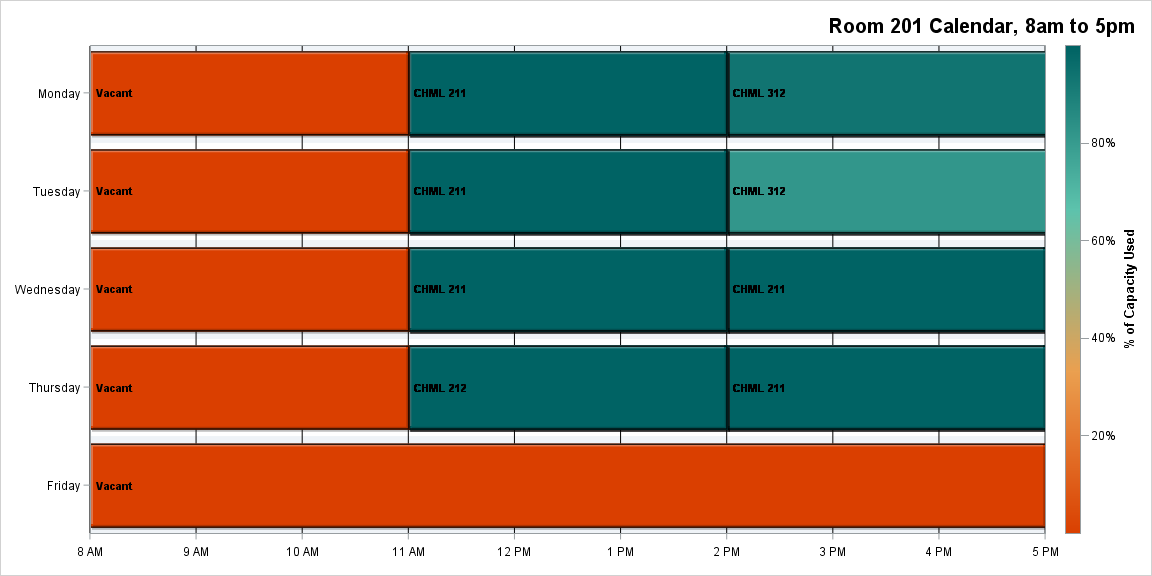 Room 201 Calendar, 8am to 5pm
Monday
Vacant
CHML 211
CHML 312
Tuesday
Vacant
CHML 211
CHML 312
Wednesday
Vacant
CHML 211
CHML 211
Thursday
Vacant
CHML 212
CHML 211
Friday
Vacant
8 AM
9 AM
10 AM
11 AM
12 PM
1 PM
2 PM
3 PM
4 PM
5 PM
80%
60%
40%
20%
% of Capacity Used